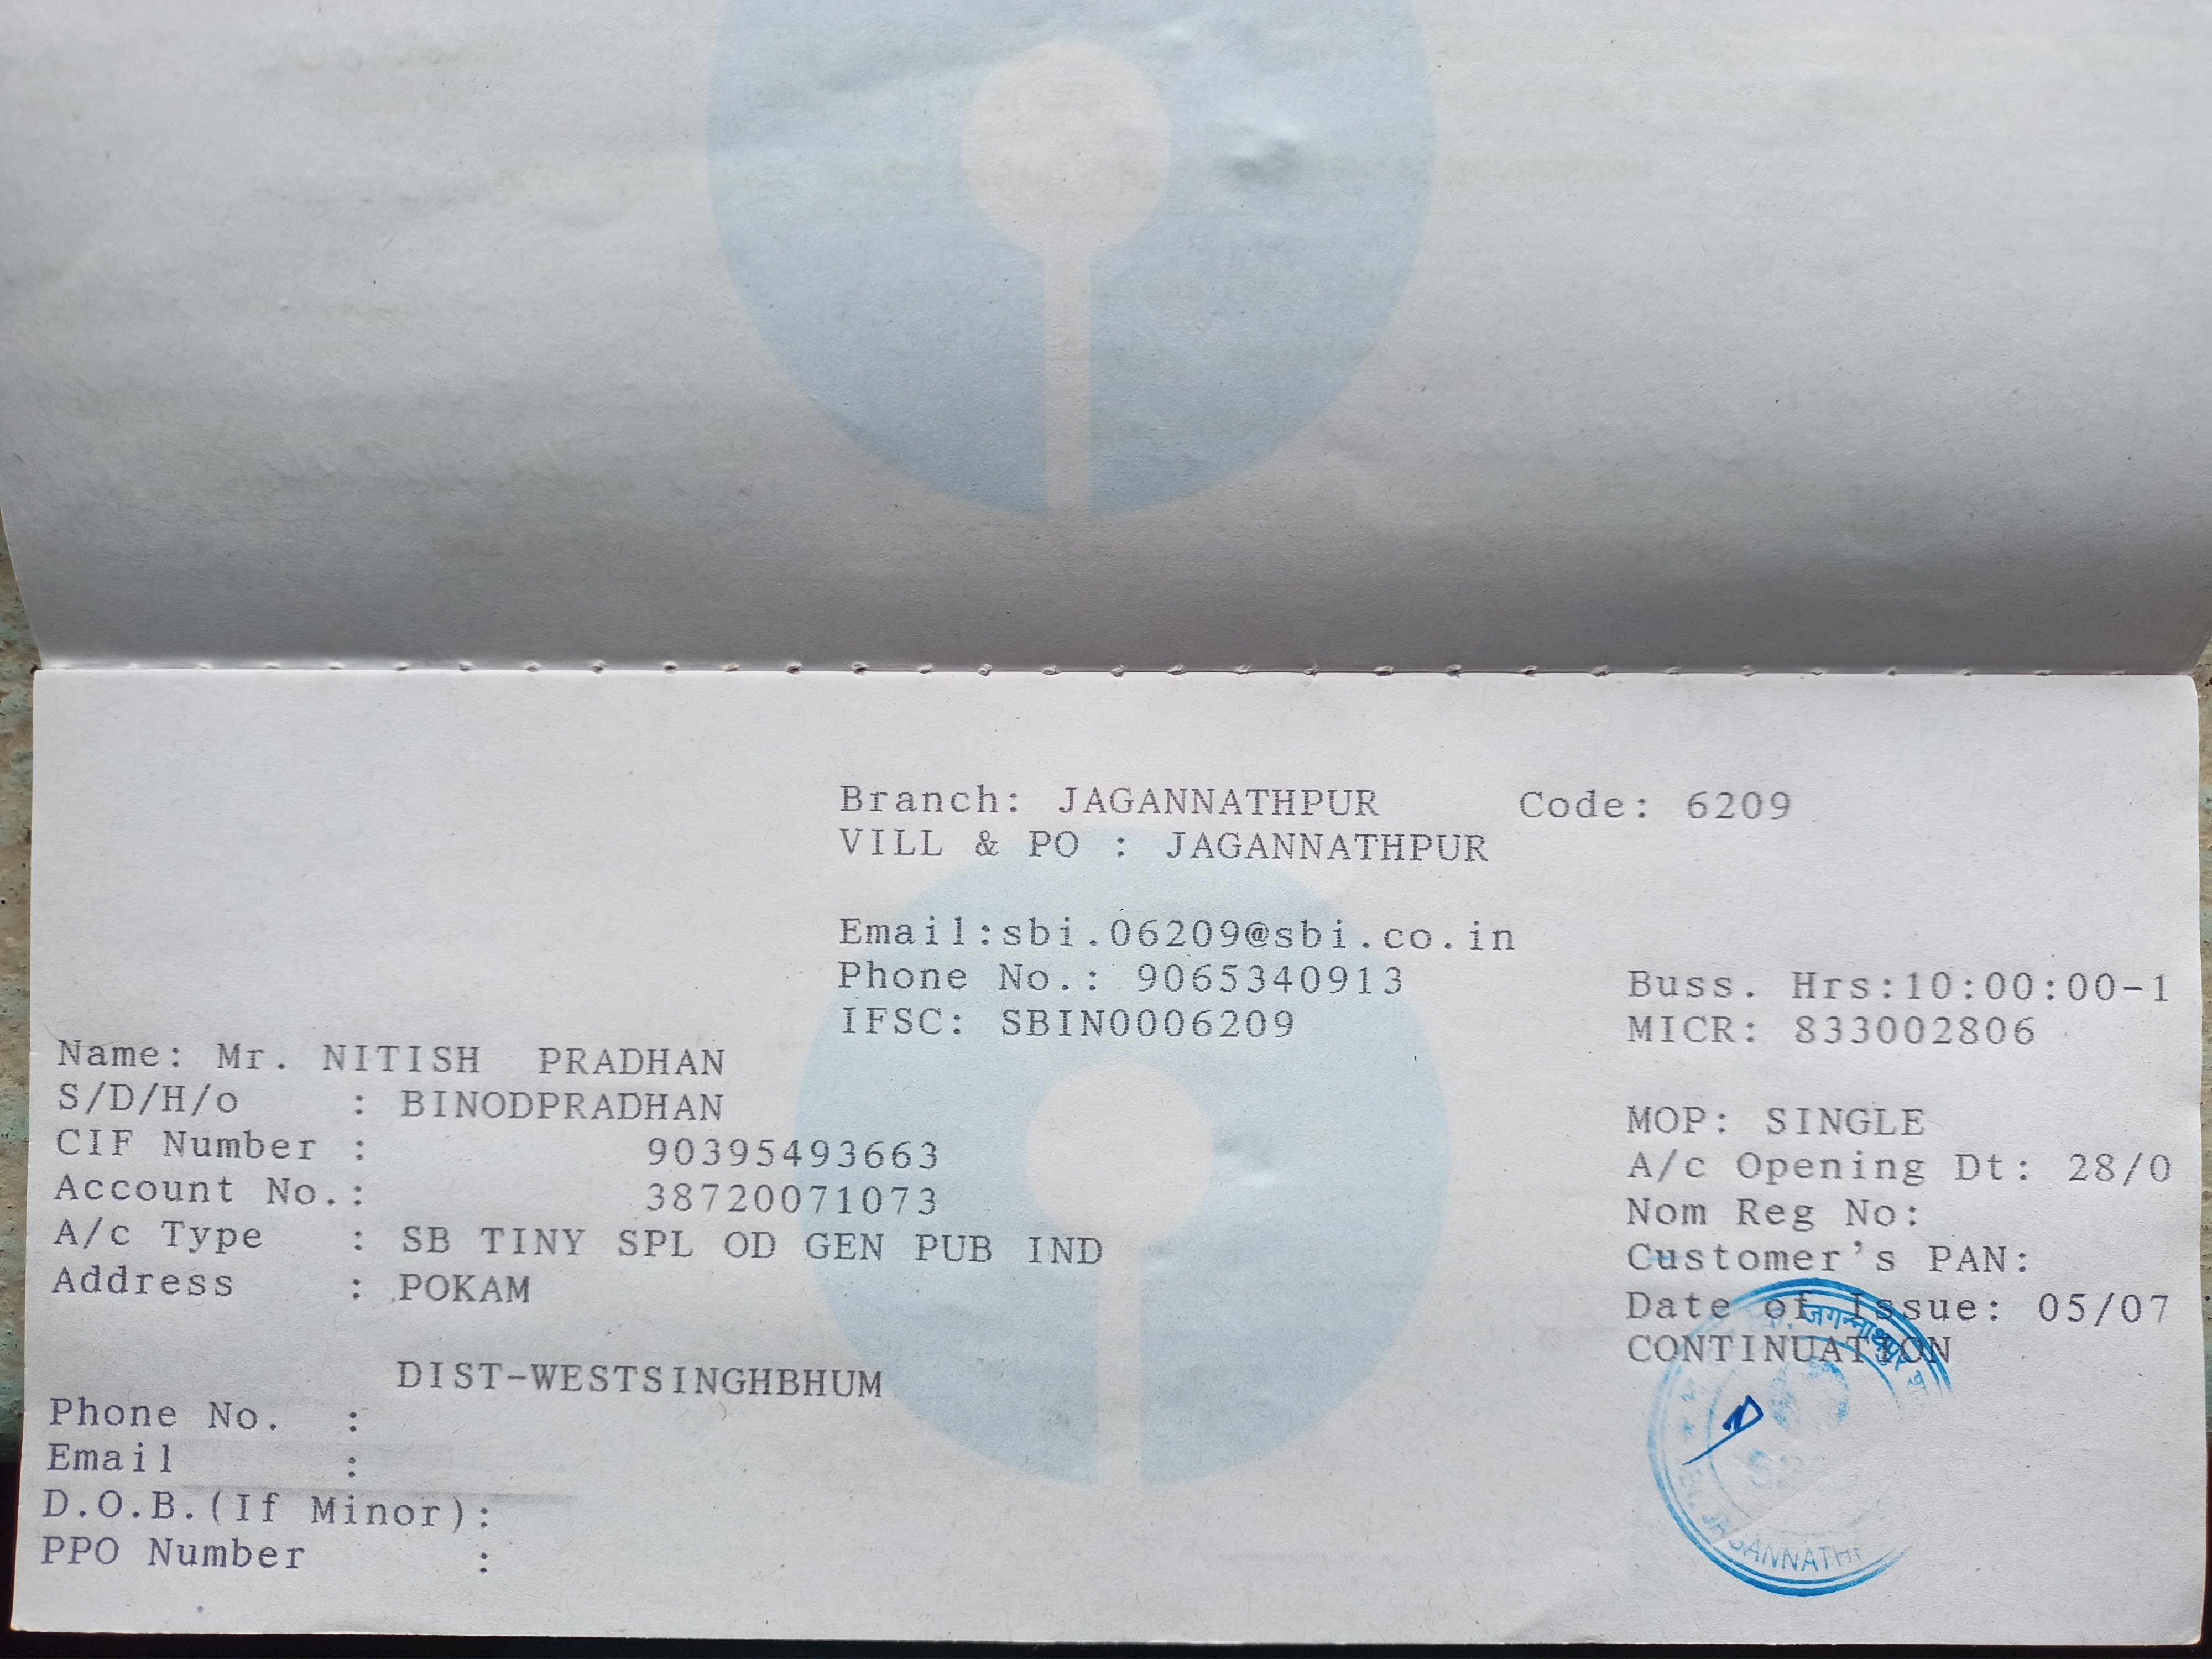 Branch: JAGANNATHPUR Code: 6209
VILL & PO : JAGANNATHPUR
Email:sbi.06209@sbi.co.in
Phone No.: 9065340913 Buss. Hrs:10:00:00-1
IFSC: SBIN0006209 MICR: 833002806
Name: Mr. NITISH PRADHAN
S/D/H/o : BINODPRADHAN MOP: SINGLE
CIF Number : 90395493663 A/c Opening Dt: 28/0
Account No.: 38720071073 Nom Reg No:
A/c Type : SB TINY SPL OD GEN PUB IND Customer's PAN:
Address : POKAM Date of Issue: 05/07
CONTINUATION
DIST-WESTSINGHBHUM
Phone No. :
Email :
D.O.B.(If Minor):
PPO Number :